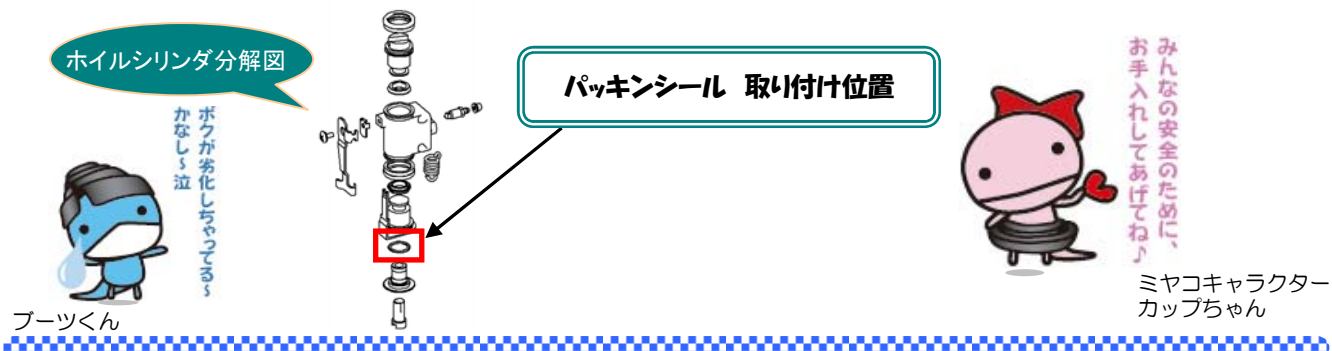 ホイルシリンダ分解図
パッキンシール 取り付け位置
ボクが劣化しちゃってる~
かなし~泣
みんなの安全のために、
お手入れしてあげてね♪
ブーツくん
ミヤコキャラクター
カップちゃん